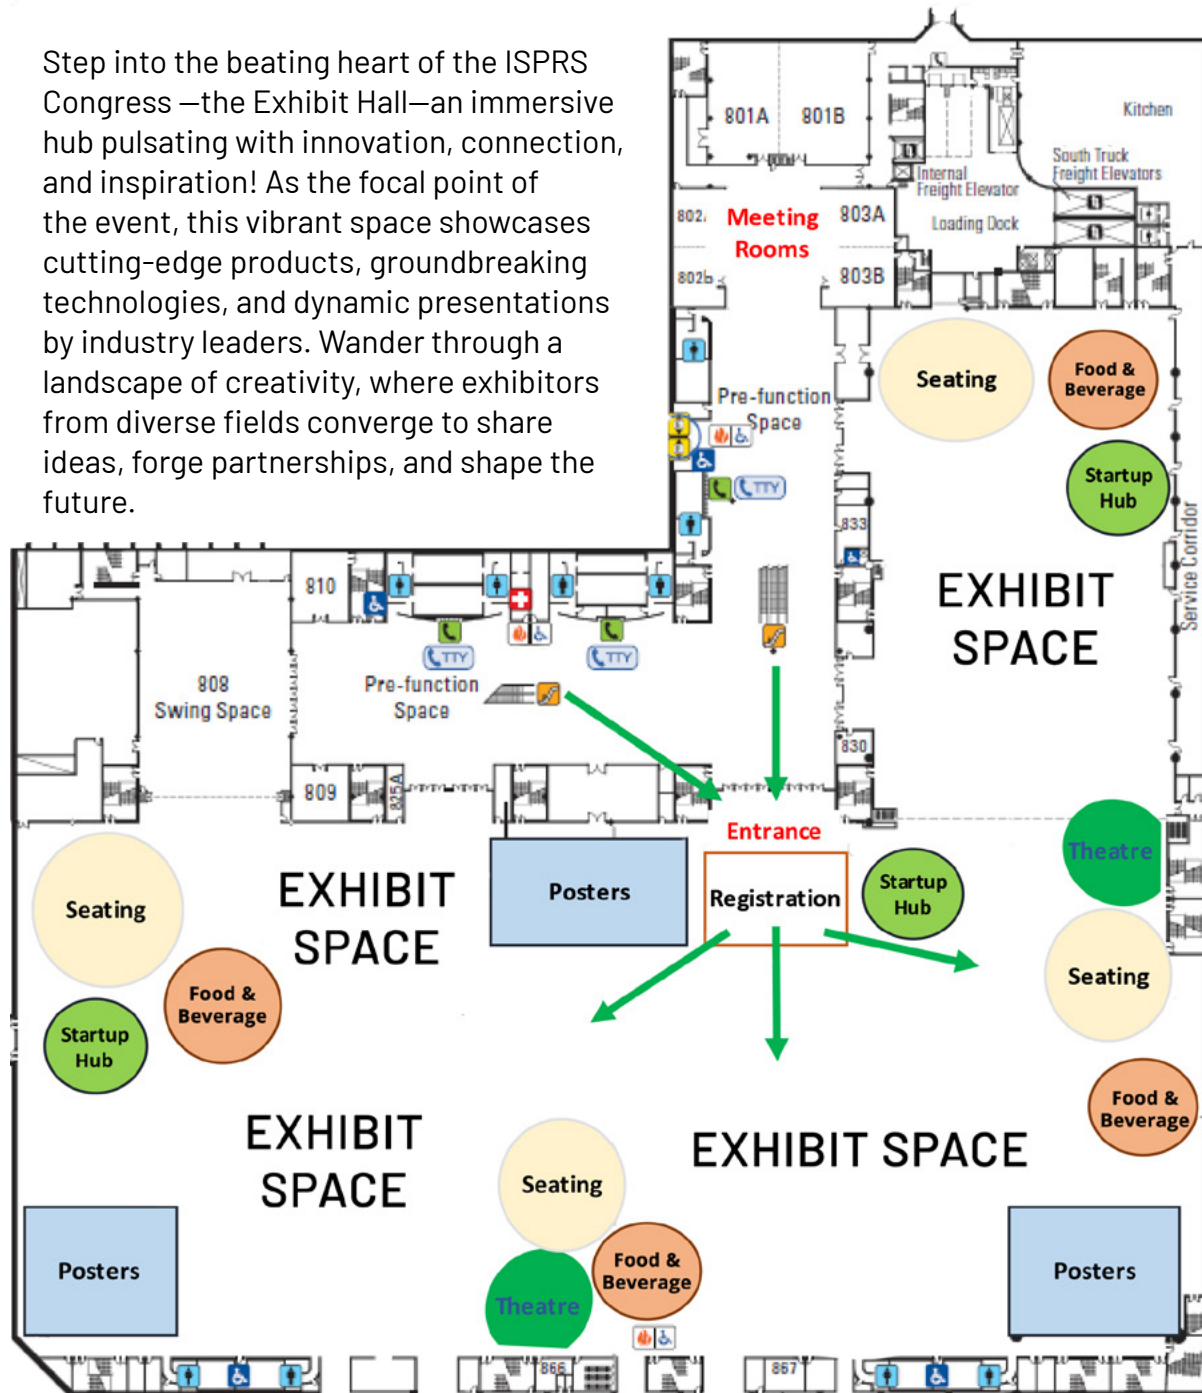 Step into the beating heart of the ISPRS
Congress —the Exhibit Hall—an immersive
hub pulsating with innovation, connection,
and inspiration! As the focal point of
the event, this vibrant space showcases
cutting-edge products, groundbreaking
technologies, and dynamic presentations
by industry leaders. Wander through a
landscape of creativity, where exhibitors
from diverse fields converge to share
ideas, forge partnerships, and shape the
future.
801A
801B
Kitchen
South Truck
Freight Elevators
Internal
Freight Elevator
Loading Dock
802
Meeting
Rooms
803A
802b
803B
Seating
Food &
Beverage
Pre-function
Space
Startup
Hub
TTY
833
Service Corridor
EXHIBIT
SPACE
810
TTY
TTY
808
Swing Space
Pre-function
Space
830
809
825A
Entrance
Theatre
EXHIBIT
SPACE
Posters
Registration
Startup
Hub
Seating
Seating
Food &
Beverage
Startup
Hub
Food &
Beverage
EXHIBIT
SPACE
EXHIBIT SPACE
Seating
Posters
Food &
Beverage
Posters
Theatre
866
867